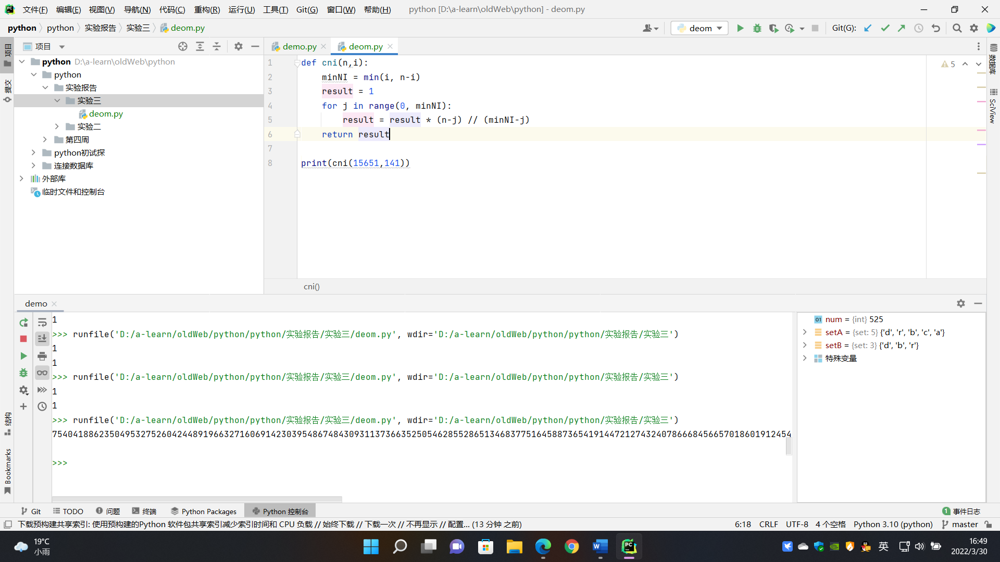 文件(F) 编辑(E) 视图(V) 导航(N) 代码(C) 重构(R) 运行(U) 工具(T) Git(G) 窗口(W) 帮助(H) python [D:\a-learn\oldWeb\python] - deom.py
python python 实验报告 实验三 deom.py deom Git(G):
项目 demo.py deom.py
项目
提交
python D:\a-learn\oldWeb\python
python
实验报告
实验三
deom.py
实验二
第四周
python初试探
连接数据库
外部库
临时文件和控制台
1 def cni(n,i):
2 minNI = min(i, n-i)
3 result = 1
4 for j in range(0, minNI):
5 result = result * (n-j) // (minNI-j)
6 return result
7
8 print(cni(15651,141))
5
数据库
SciView
cni()
demo
1
>>> runfile('D:/a-learn/oldWeb/python/python/实验报告/实验三/deom.py', wdir='D:/a-learn/oldWeb/python/python/实验报告/实验三')
1
1
>>> runfile('D:/a-learn/oldWeb/python/python/实验报告/实验三/deom.py', wdir='D:/a-learn/oldWeb/python/python/实验报告/实验三')
1
1
>>> runfile('D:/a-learn/oldWeb/python/python/实验报告/实验三/deom.py', wdir='D:/a-learn/oldWeb/python/python/实验报告/实验三')
7540418862350495327526042448919663271606914230395486748430931137366352505462855286513468377516458873654191447212743240786668456657018601912454
>>>
01 num = {int} 525
setA = {set: 5} {'d', 'r', 'b', 'c', 'a'}
setB = {set: 3} {'d', 'b', 'r'}
特殊变量
结构
Bookmarks
Git TODO 问题 终端 Python Packages Python 控制台 1 事件日志
下载预构建共享索引: 使用预构建的Python 软件包共享索引减少索引时间和 CPU 负载 // 始终下载 // 下载一次 // 不再显示 // 配置... (13 分钟 之前) 6:18 CRLF UTF-8 4 个空格 Python 3.10 (python) master
19°C
小雨
英
16:49
2022/3/30